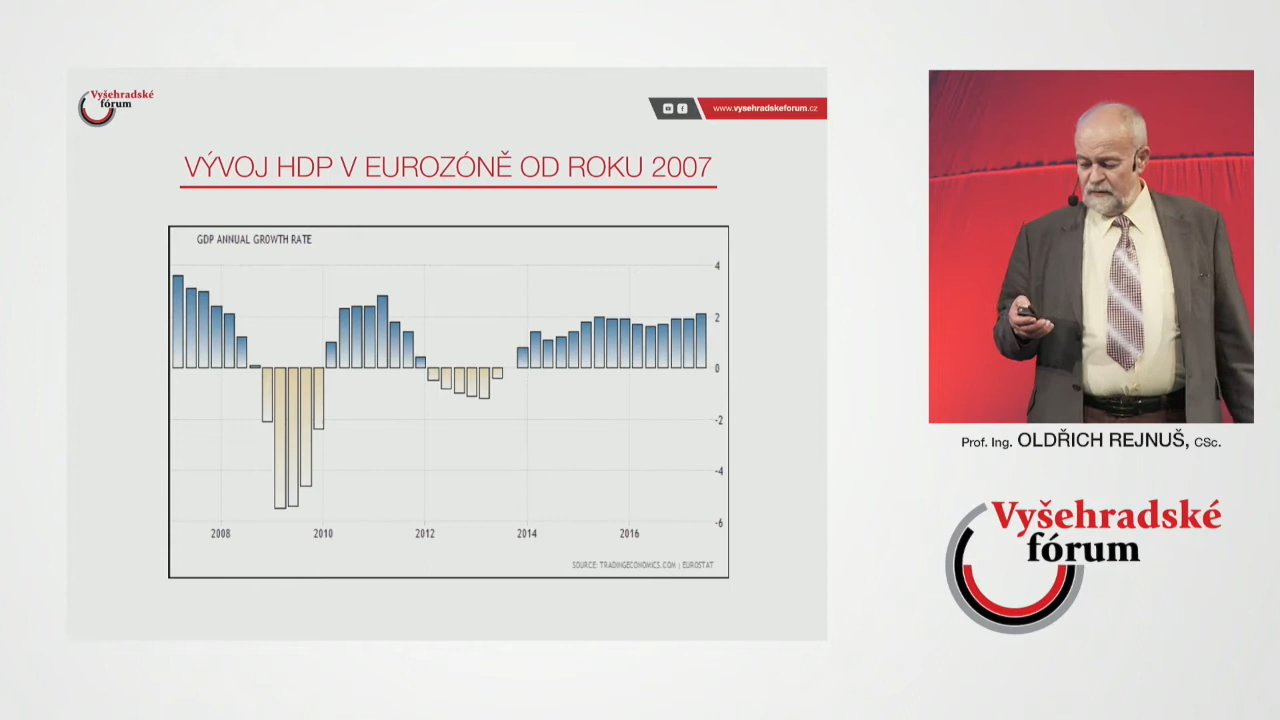 Vyšehradské
fórum
www.vysehradskeforum.cz
VÝVOJ HDP V EUROZÓNĚ OD ROKU 2007
GDP ANNUAL GROWTH RATE
4
2
0
-2
-4
-6
2008 2010 2012 2014 2016
SOURCE: TRADINGECONOMICS.COM | EUROSTAT
Prof. Ing. OLDŘICH REJNUŠ, CSc.
Vyšehradské
fórum